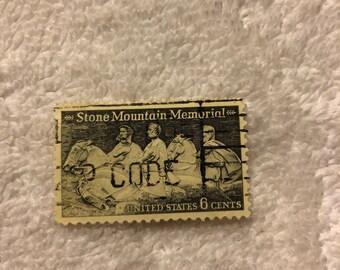 Stone Mountain Memorial
CODE
UNITED STATES 6 CENTS